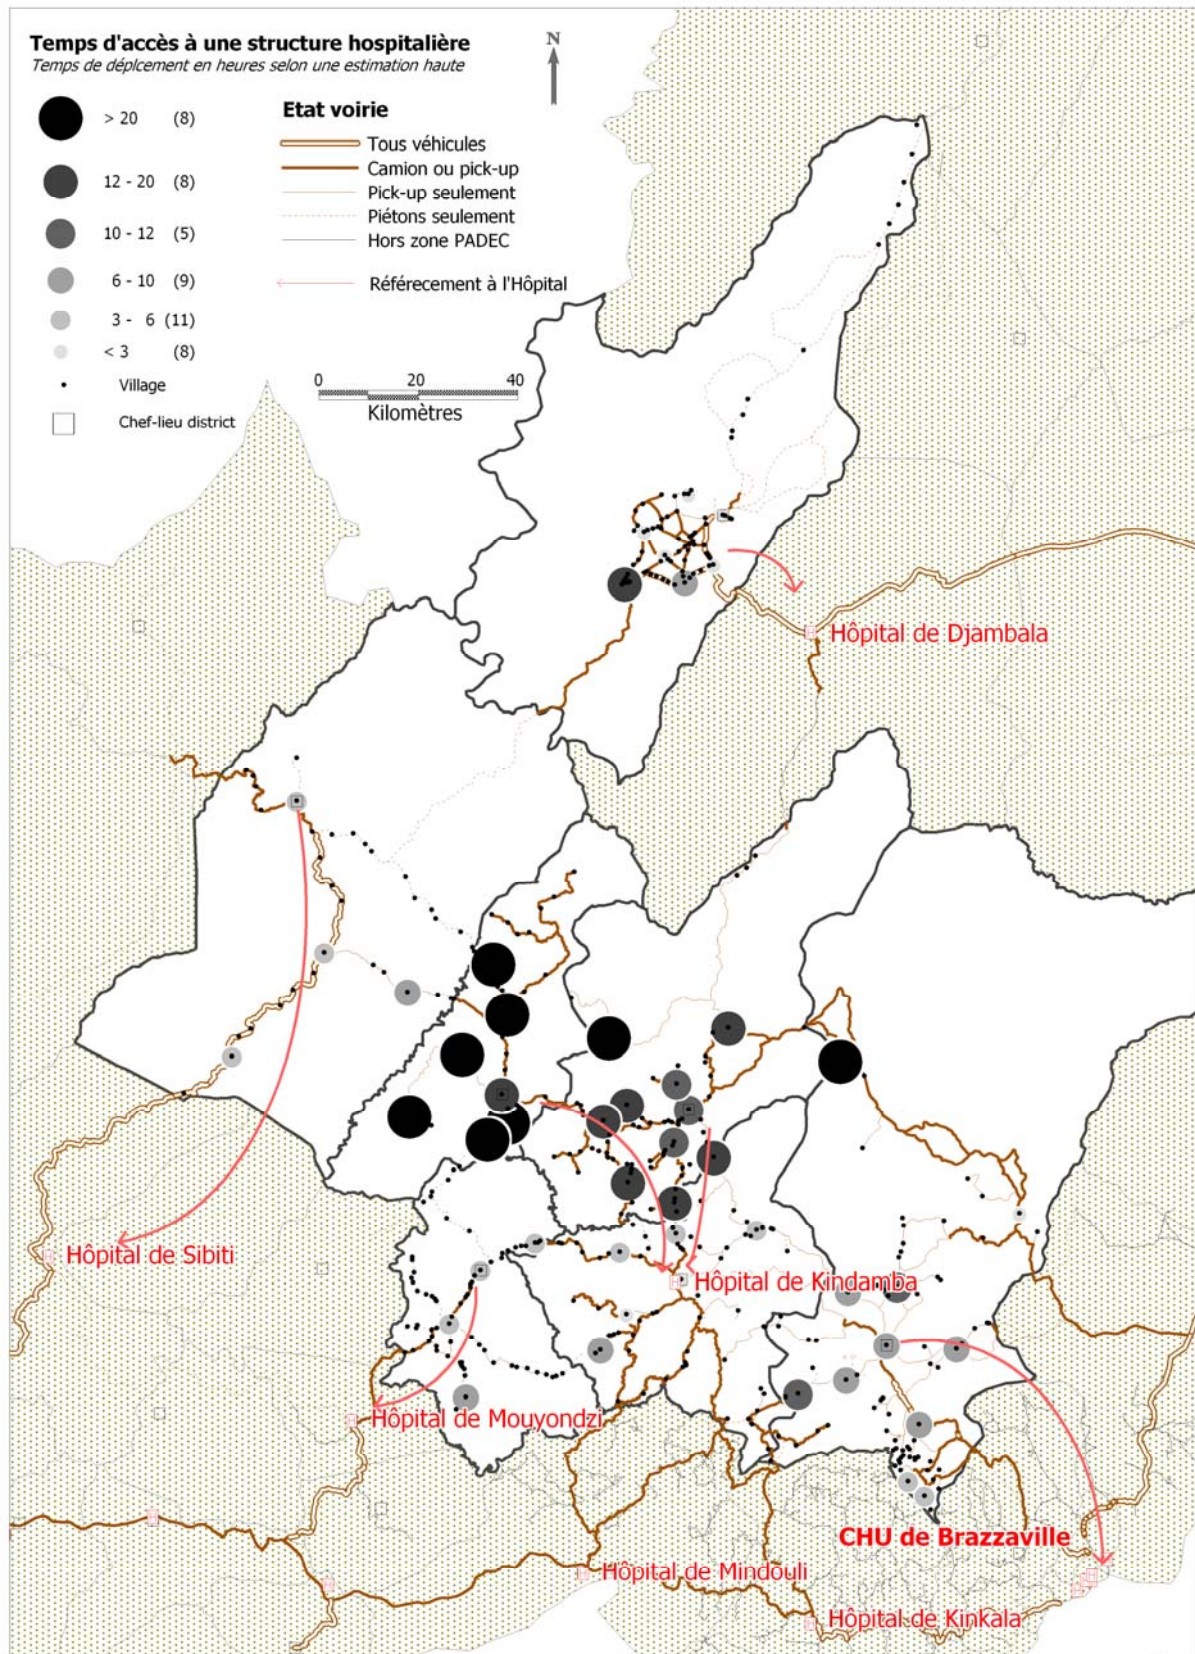 Temps d'accès à une structure hospitalière
Temps de déplcement en heures selon une estimation haute
N
> 20 (8)
12 - 20 (8)
10 - 12 (5)
6 - 10 (9)
3 - 6 (11)
< 3 (8)
Village
Chef-lieu district
Etat voirie
Tous véhicules
Camion ou pick-up
Pick-up seulement
Piétons seulement
Hors zone PADEC
Référecement à l'Hôpital
0 20 40
Kilomètres
H Hôpital de Djambala
H Hôpital de Sibiti
H Hôpital de Kindamba
H Hôpital de Mouyondzi
H
CHU de Brazzaville
H Hôpital de Mindouli
H
H
H Hôpital de Kinkala